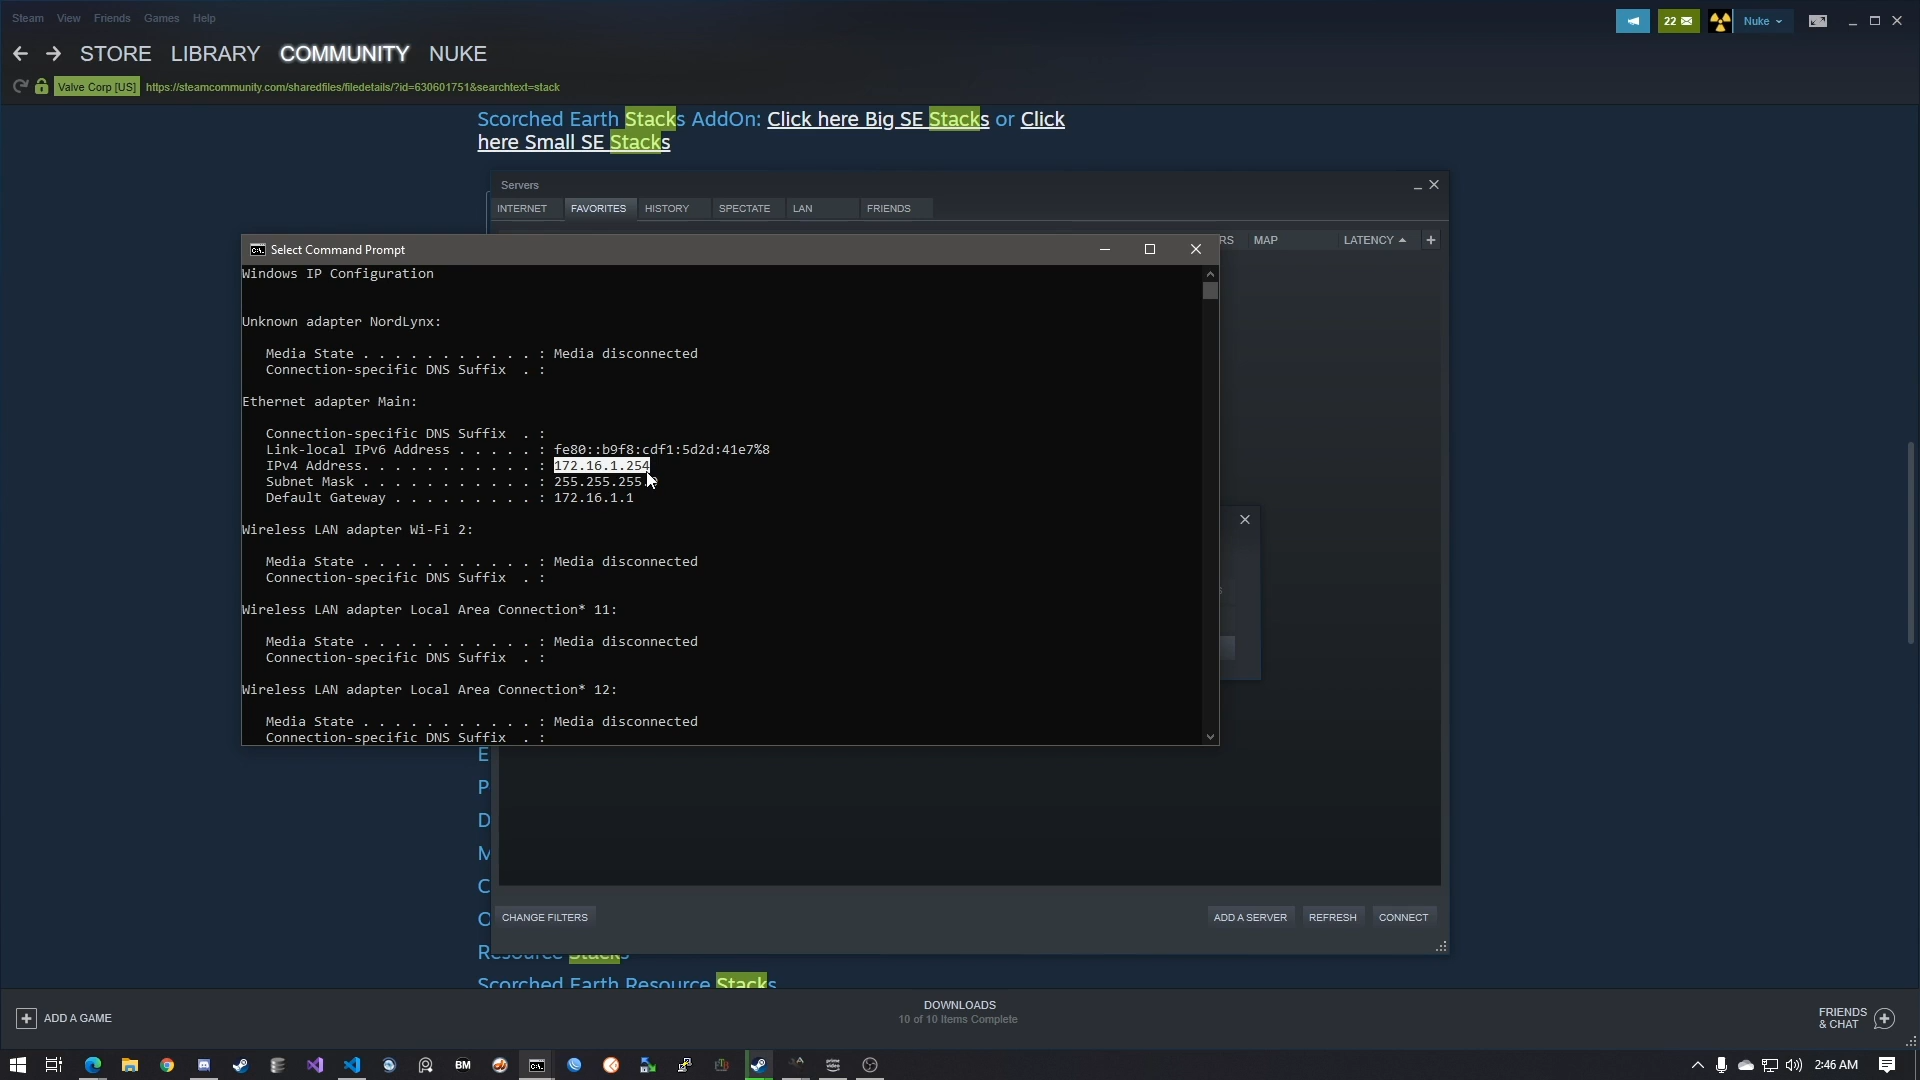 Steam View Friends Games Help
22 Nuke
STORE LIBRARY COMMUNITY NUKE
Valve Corp [US] https://steamcommunity.com/sharedfiles/filedetails/?id=630601751&searchtext=stack
Scorched Earth Stacks AddOn: Click here Big SE Stacks or Click
here Small SE Stacks
Servers
INTERNET FAVORITES HISTORY SPECTATE LAN FRIENDS
RS MAP LATENCY
Select Command Prompt
Windows IP Configuration
Unknown adapter NordLynx:
Media State . . . . . . . . . . . : Media disconnected
Connection-specific DNS Suffix . :
Ethernet adapter Main:
Connection-specific DNS Suffix . :
Link-local IPv6 Address . . . . . : fe80::b9f8:cdf1:5d2d:41e7%8
IPv4 Address. . . . . . . . . . . : 172.16.1.254
Subnet Mask . . . . . . . . . . . : 255.255.255.
Default Gateway . . . . . . . . . : 172.16.1.1
Wireless LAN adapter Wi-Fi 2:
Media State . . . . . . . . . . . : Media disconnected
Connection-specific DNS Suffix . :
Wireless LAN adapter Local Area Connection* 11:
Media State . . . . . . . . . . . : Media disconnected
Connection-specific DNS Suffix . :
Wireless LAN adapter Local Area Connection* 12:
Media State . . . . . . . . . . . : Media disconnected
Connection-specific DNS Suffix . :
E
P
D
M
C
CHANGE FILTERS ADD A SERVER REFRESH CONNECT
Resource Stacks
Scorched Earth Resource Stacks
ADD A GAME
DOWNLOADS
10 of 10 Items Complete
FRIENDS
& CHAT
BM
prime video
2:46 AM